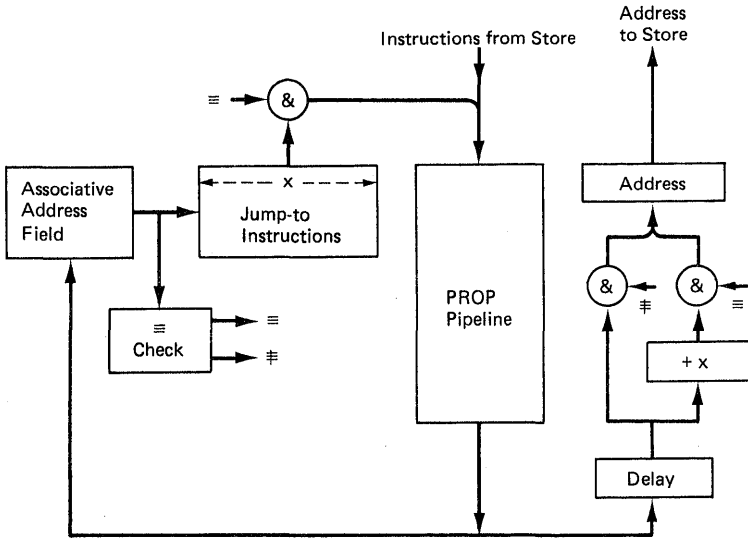 Address
to Store
Instructions from Store
≡
&
x
Associative
Address
Field
Jump-to
Instructions
Address
PROP
Pipeline
&
&
≢
≡
≡
Check
≡
≢
+ x
Delay